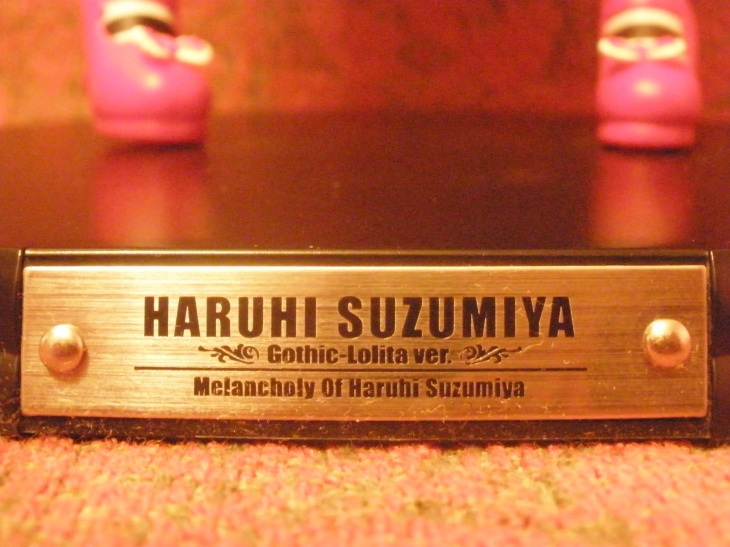 HARUHI SUZUMIYA
Gothic-Lolita ver.
Melancholy Of Haruhi Suzumiya